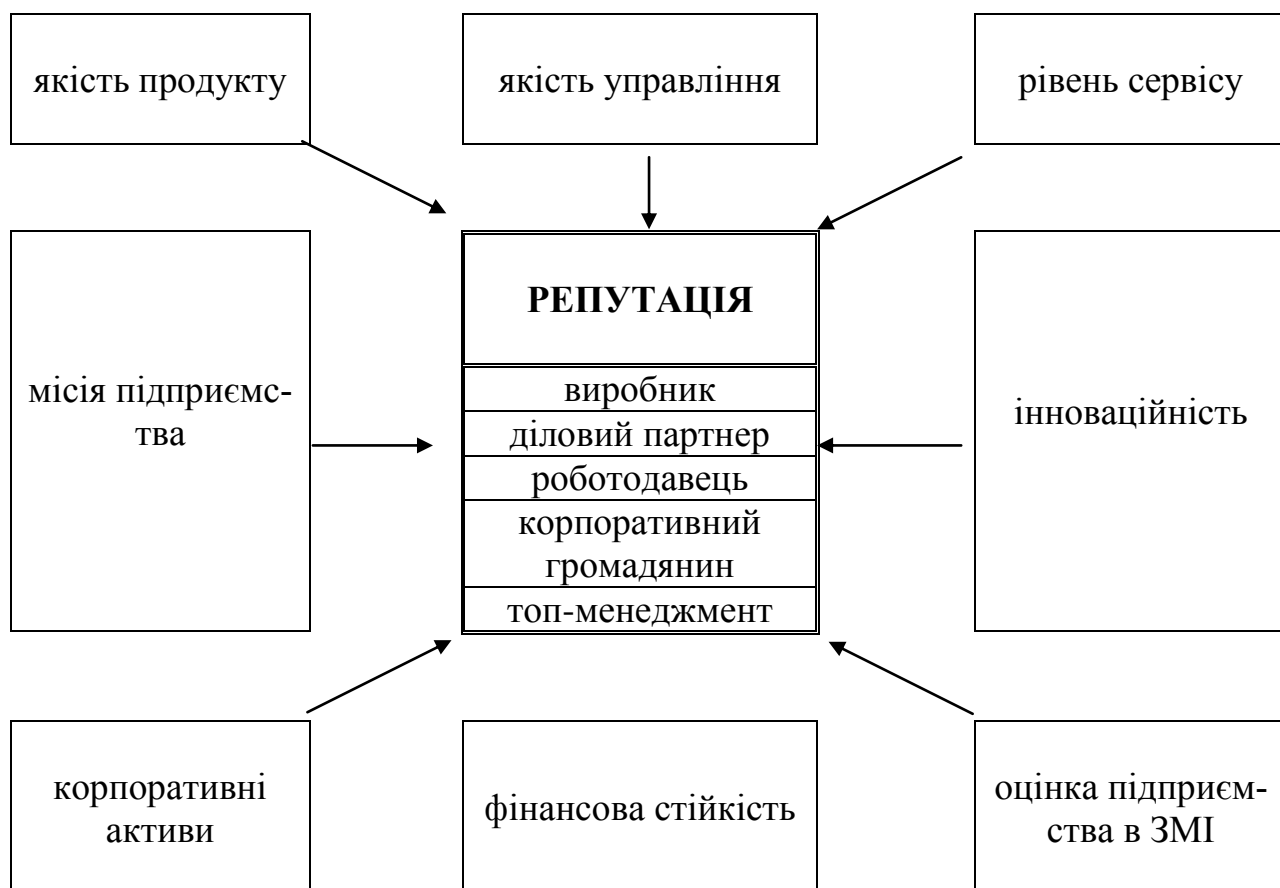 якість продукту
якість управління
рівень сервісу
РЕПУТАЦІЯ
місія підприємс-
тва
виробник
діловий партнер
роботодавець
корпоративний
громадянин
топ-менеджмент
інноваційність
корпоративні
активи
фінансова стійкість
оцінка підприєм-
ства в ЗМІ